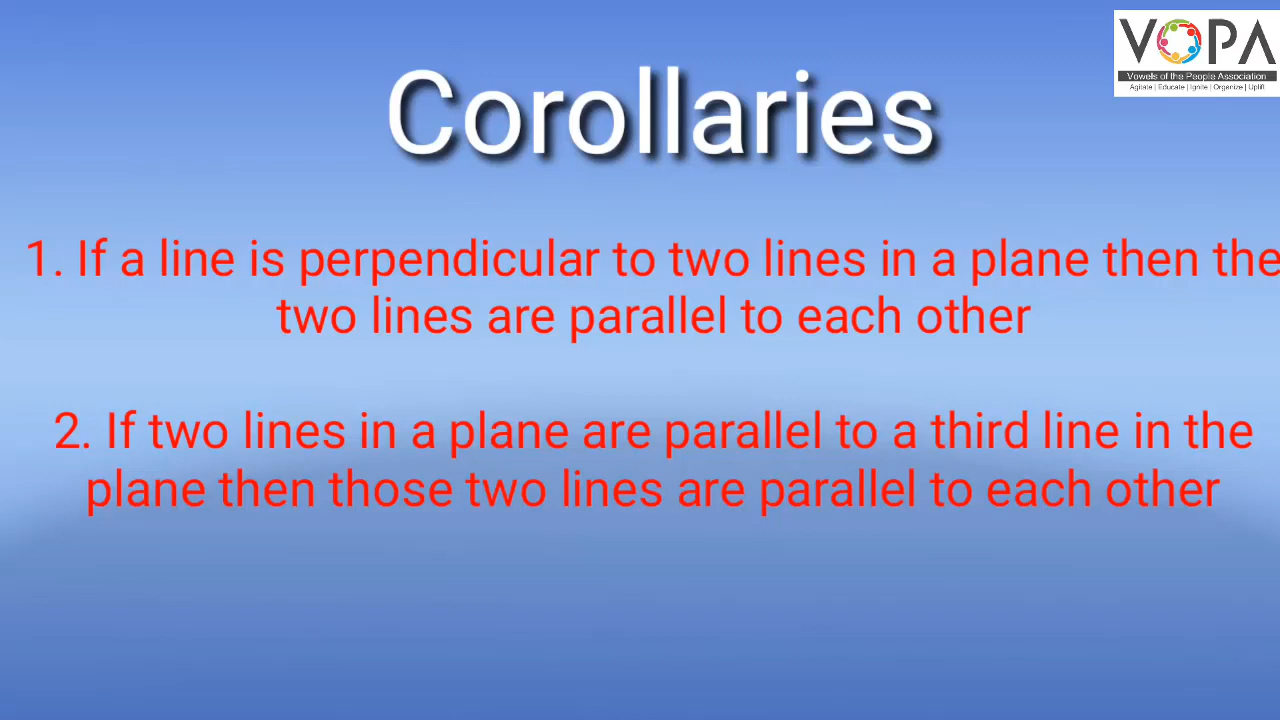 VOPA
Vowels of the People Association
Agitate | Educate | Ignite | Organize | Uplift
Corollaries
1. If a line is perpendicular to two lines in a plane then the
two lines are parallel to each other
2. If two lines in a plane are parallel to a third line in the
plane then those two lines are parallel to each other